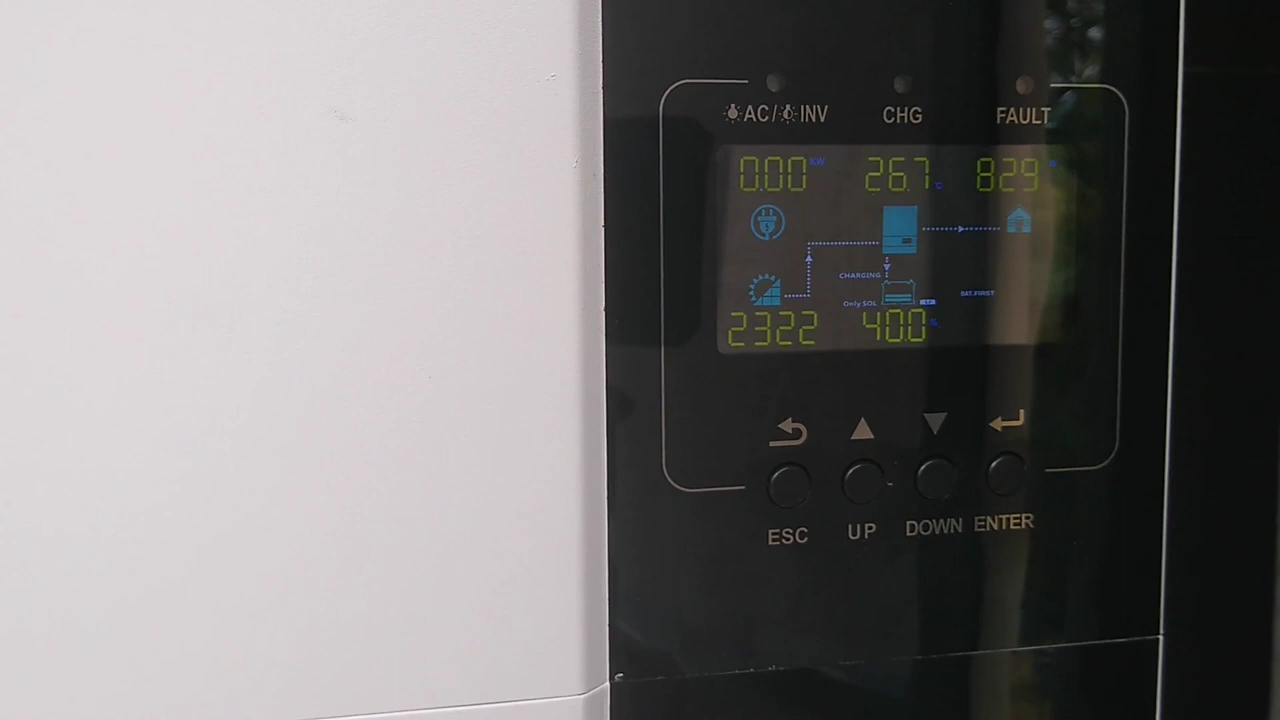 AC/ INV CHG FAULT
0.00 KW 26.7 °C 829
CHARGING
Only SOL BAT.FIRST
2322 40.0 %
ESC UP DOWN ENTER